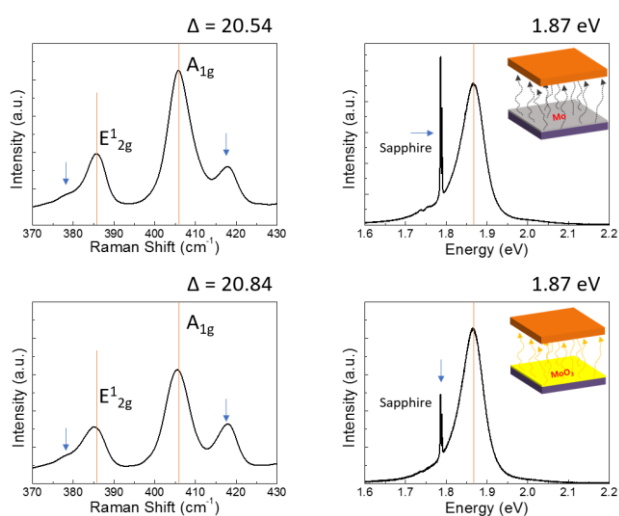 Δ = 20.54
A1g
E12g
Intensity (a.u.)
370 380 390 400 410 420 430
Raman Shift (cm-1)
1.87 eV
Mo
Sapphire
Intensity (a.u.)
1.6 1.7 1.8 1.9 2.0 2.1 2.2
Energy (eV)
Δ = 20.84
A1g
E12g
Intensity (a.u.)
370 380 390 400 410 420 430
Raman Shift (cm-1)
1.87 eV
MoO3
Sapphire
Intensity (a.u.)
1.6 1.7 1.8 1.9 2.0 2.1 2.2
Energy (eV)